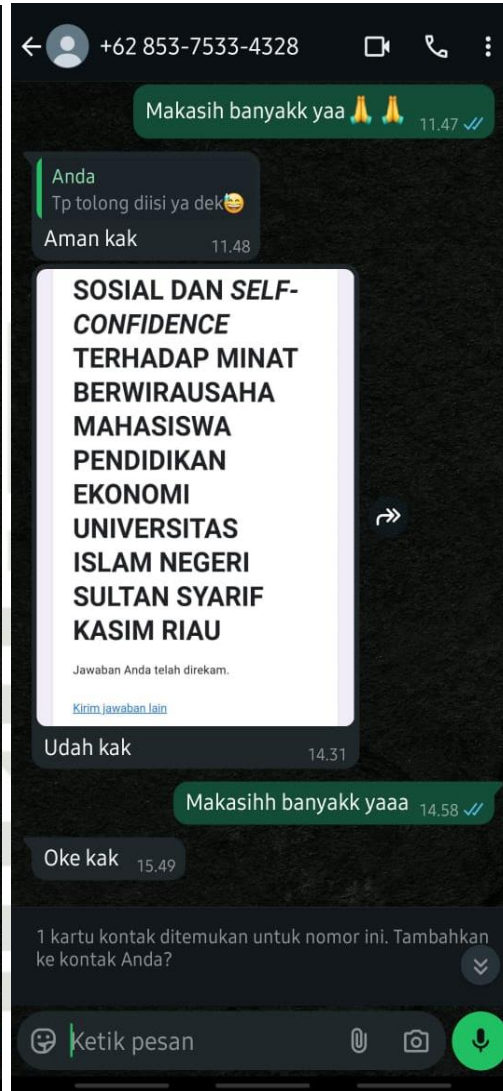 +62 853-7533-4328
Makasih banyakk yaa🙏🙏 11.47
Anda
Tp tolong diisi ya dek😅
Aman kak 11.48
SOSIAL DAN SELF-
CONFIDENCE
TERHADAP MINAT
BERWIRAUSAHA
MAHASISWA
PENDIDIKAN
EKONOMI
UNIVERSITAS
ISLAM NEGERI
SULTAN SYARIF
KASIM RIAU
Jawaban Anda telah direkam.
Kirim jawaban lain
Udah kak 14.31
Makasihh banyakk yaaa 14.58
Oke kak 15.49
1 kartu kontak ditemukan untuk nomor ini. Tambahkan
ke kontak Anda?
Ketik pesan